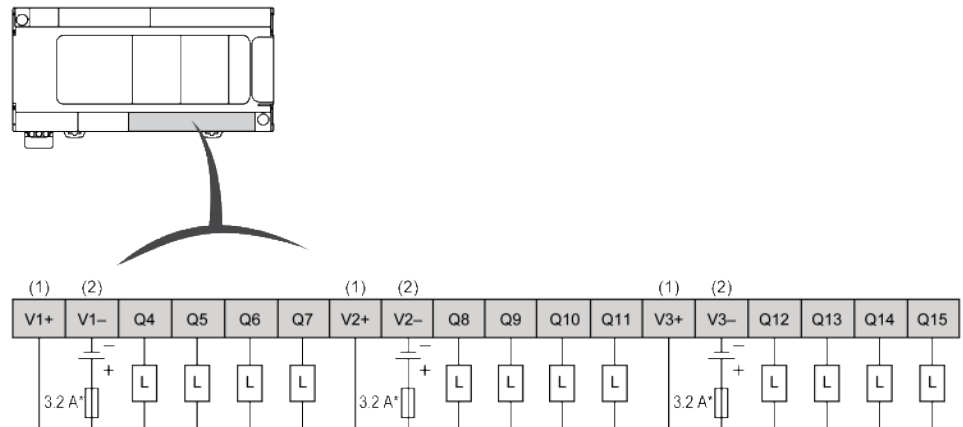 (1) (2) (1) (2) (1) (2)
V1+ V1– Q4 Q5 Q6 Q7 V2+ V2– Q8 Q9 Q10 Q11 V3+ V3– Q12 Q13 Q14 Q15
– – –
+ + +
L L L L L L L L L L L L
3.2 A* 3.2 A* 3.2 A*